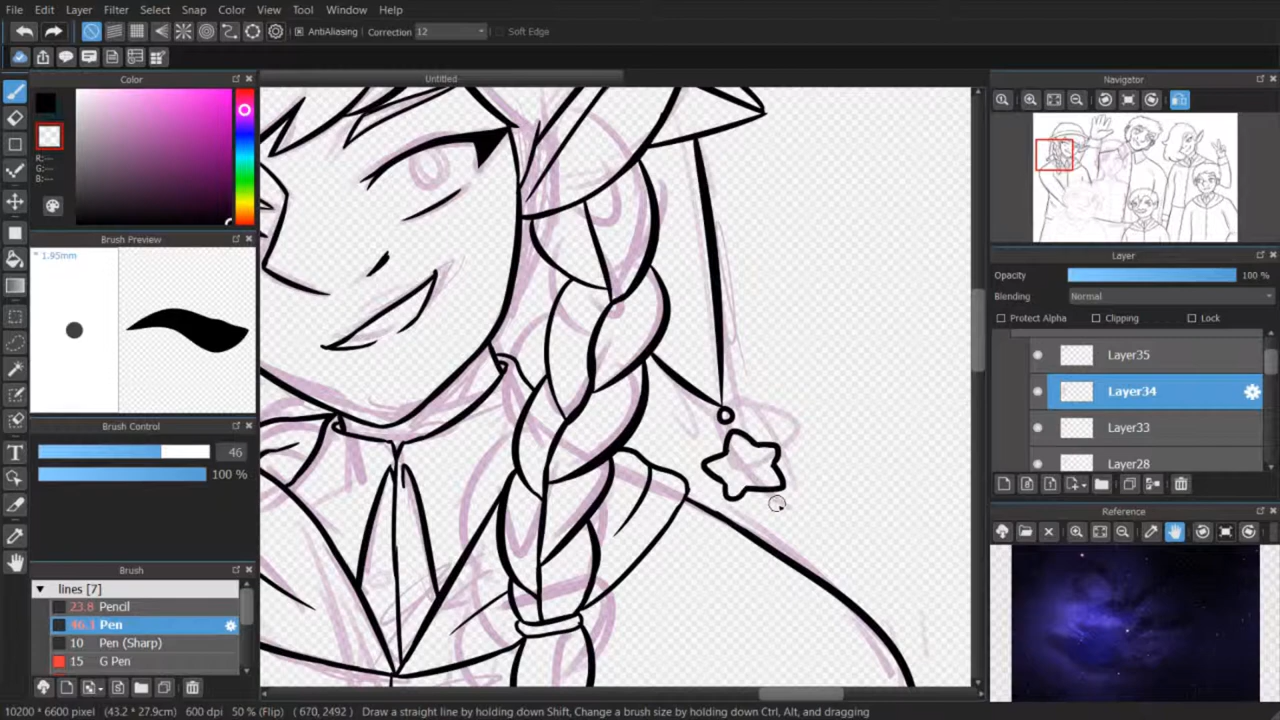 File Edit Layer Filter Select Snap Color View Tool Window Help
AntiAliasing Correction 12 Soft Edge
Color
Untitled
Navigator
R:---
G:---
B:---
Brush Preview
* 1.95mm
Layer
Opacity 100 %
Blending Normal
Protect Alpha Clipping Lock
Layer35
Layer34
Layer33
Layer28
Brush Control
46
100 %
Reference
Brush
lines [7]
23.8 Pencil
46.1 Pen
10 Pen (Sharp)
15 G Pen
10200 * 6600 pixel (43.2 * 27.9cm) 600 dpi 50 % (Flip) ( 670, 2492 ) Draw a straight line by holding down Shift, Change a brush size by holding down Ctrl, Alt, and dragging